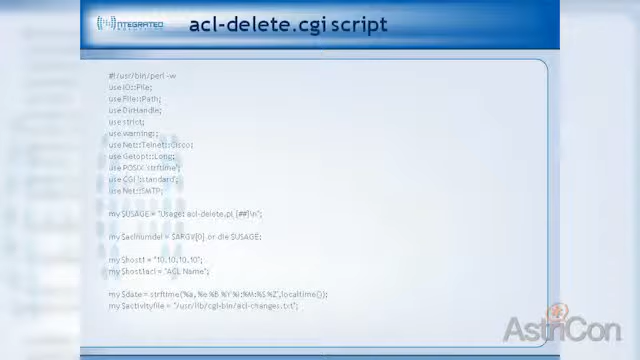 INTEGRATED
acl-delete.cgi script
#!/usr/bin/perl -w
use IO::File;
use File::Path;
use DirHandle;
use strict;
use warnings;
use Net::Telnet::Cisco;
use Getopt::Long;
use POSIX 'strftime';
use CGI ':standard';
use Net::SMTP;
my $USAGE = "Usage: acl-delete.pl [##]\n";
my $aclnumdel = $ARGV[0] or die $USAGE;
my $host1 = "10.10.10.10";
my $host1acl = "ACL Name";
my $date = strftime("%a, %e %B %Y %H:%M:%S %Z",localtime());
my $activityfile = "/usr/lib/cgi-bin/acl-changes.txt";
AstriCon